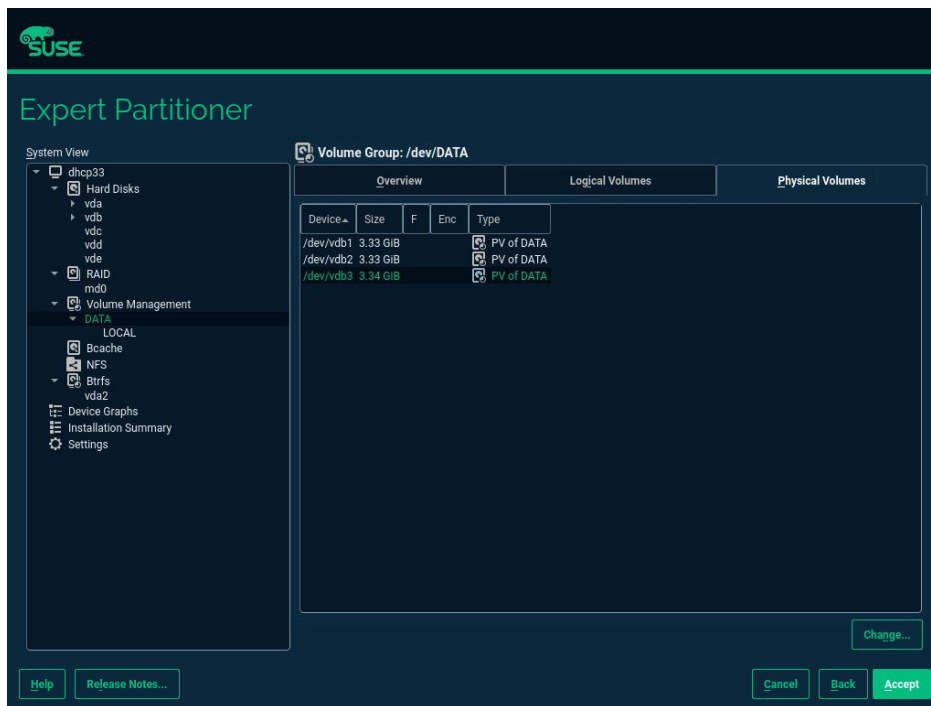 SUSE
Expert Partitioner
System View
dhcp33
Hard Disks
vda
vdb
vdc
vdd
vde
RAID
md0
Volume Management
DATA
LOCAL
Bcache
NFS
Btrfs
vda2
Device Graphs
Installation Summary
Settings
Volume Group: /dev/DATA
Overview Logical Volumes Physical Volumes
Device Size F Enc Type
/dev/vdb1 3.33 GiB PV of DATA
/dev/vdb2 3.33 GiB PV of DATA
/dev/vdb3 3.34 GiB PV of DATA
Change...
Help Release Notes... Cancel Back Accept